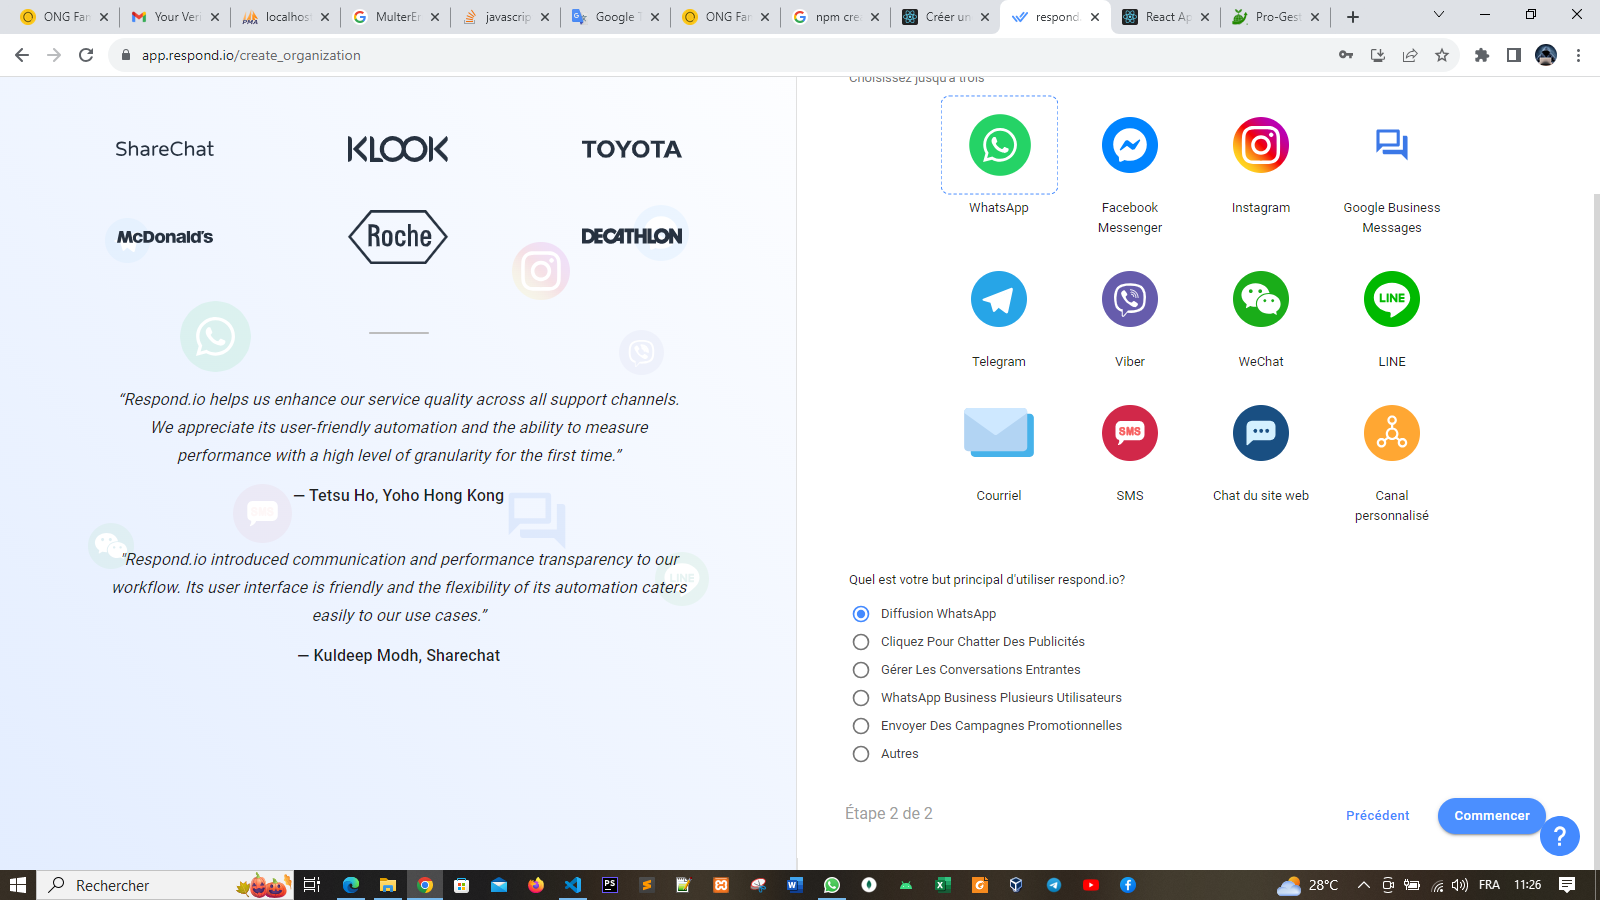 ONG Far
Your Veri
localhost
MulterEr
javascrip
Google T
ONG Far
npm crea
Créer un
respond.
React Ap
Pro-Gest
app.respond.io/create_organization
ShareChat
KLOOK
TOYOTA
McDonald's
Roche
DECATHLON
“Respond.io helps us enhance our service quality across all support channels.
We appreciate its user-friendly automation and the ability to measure
performance with a high level of granularity for the first time.”
— Tetsu Ho, Yoho Hong Kong
SMS
"Respond.io introduced communication and performance transparency to our
workflow. Its user interface is friendly and the flexibility of its automation caters
easily to our use cases.”
LINE
— Kuldeep Modh, Sharechat
Choisissez jusqu'à trois
WhatsApp
Facebook
Messenger
Instagram
Google Business
Messages
Telegram
Viber
WeChat
LINE
LINE
Courriel
SMS
SMS
Chat du site web
Canal
personnalisé
Quel est votre but principal d'utiliser respond.io?
Diffusion WhatsApp
Cliquez Pour Chatter Des Publicités
Gérer Les Conversations Entrantes
WhatsApp Business Plusieurs Utilisateurs
Envoyer Des Campagnes Promotionnelles
Autres
Étape 2 de 2
Précédent
Commencer
?
Rechercher
28°C
FRA
11:26